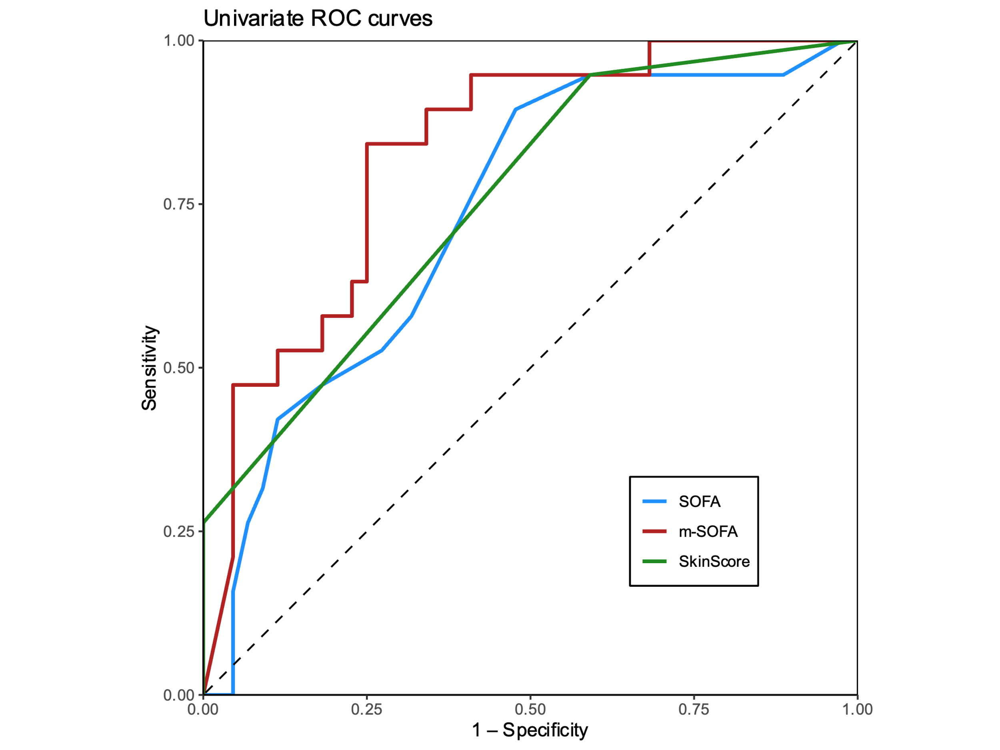 Univariate ROC curves
1.00
0.75
0.50
0.25
0.00
Sensitivity
SOFA
m-SOFA
SkinScore
0.00 0.25 0.50 0.75 1.00
1 – Specificity